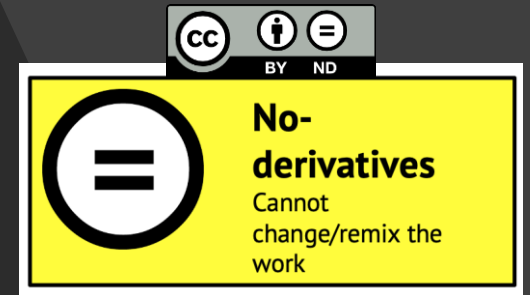 CC
BY ND
No-
derivatives
Cannot
change/remix the
work